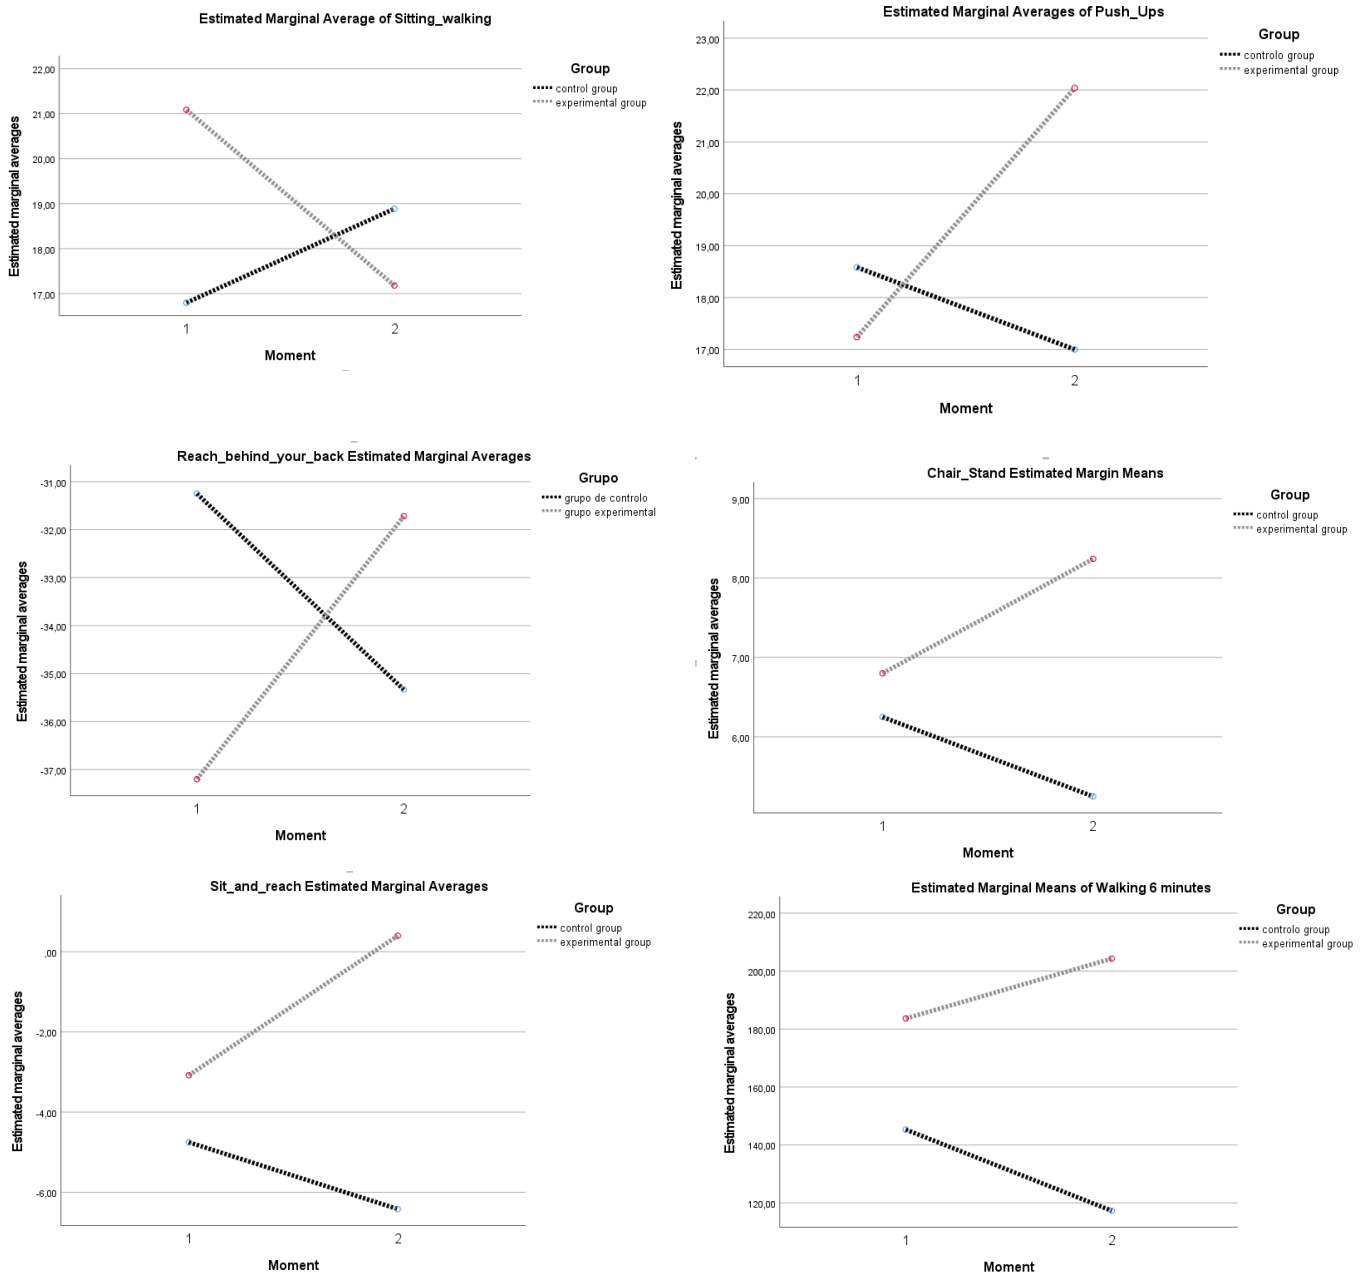 Estimated Marginal Average of Sitting_walking
22,00
21,00
20,00
19,00
18,00
17,00
Estimated marginal averages
1
2
Moment
Group
control group
experimental group
Estimated Marginal Averages of Push_Ups
23,00
22,00
21,00
20,00
19,00
18,00
17,00
Estimated marginal averages
1
2
Moment
Group
controlo group
experimental group
Reach_behind_your_back Estimated Marginal Averages
-31,00
-32,00
-33,00
-34,00
-35,00
-36,00
-37,00
Estimated marginal averages
1
2
Moment
Grupo
grupo de controlo
grupo experimental
Chair_Stand Estimated Margin Means
9,00
8,00
7,00
6,00
Estimated marginal averages
1
2
Moment
Group
control group
experimental group
Sit_and_reach Estimated Marginal Averages
,00
-2,00
-4,00
-6,00
Estimated marginal averages
1
2
Moment
Group
control group
experimental group
Estimated Marginal Means of Walking 6 minutes
220,00
200,00
180,00
160,00
140,00
120,00
Estimated marginal averages
1
2
Moment
Group
controlo group
experimental group